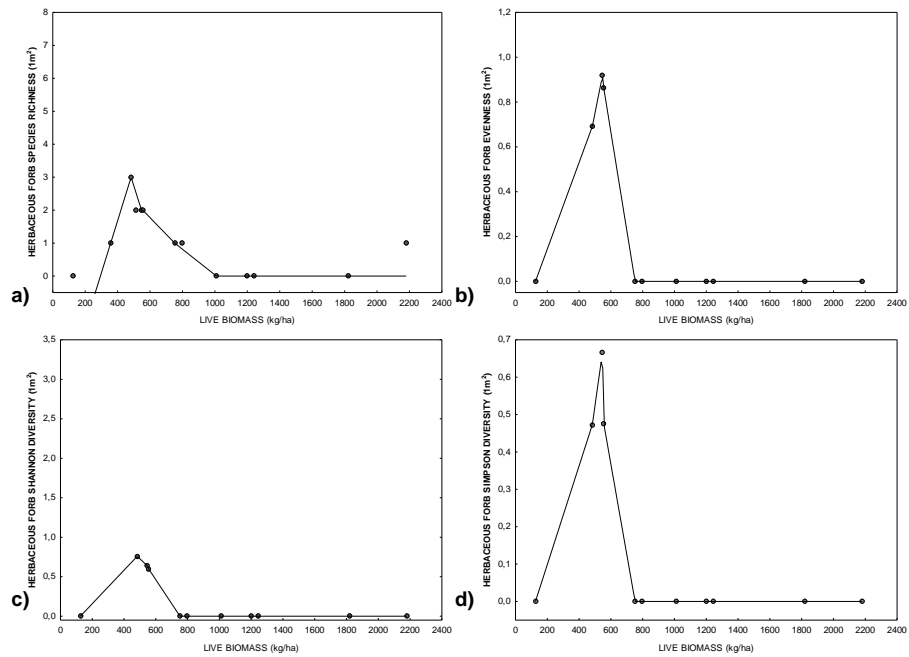 a)
HERBACEOUS FORB SPECIES RICHNESS (1m²)
8
7
6
5
4
3
2
1
0
0 200 400 600 800 1000 1200 1400 1600 1800 2000 2200 2400
LIVE BIOMASS (kg/ha)
b)
HERBACEOUS FORB EVENNESS (1m²)
1,2
1,0
0,8
0,6
0,4
0,2
0,0
0 200 400 600 800 1000 1200 1400 1600 1800 2000 2200 2400
LIVE BIOMASS (kg/ha)
c)
HERBACEOUS FORB SHANNON DIVERSITY (1m²)
3,5
3,0
2,5
2,0
1,5
1,0
0,5
0,0
0 200 400 600 800 1000 1200 1400 1600 1800 2000 2200 2400
LIVE BIOMASS (kg/ha)
d)
HERBACEOUS FORB SIMPSON DIVERSITY (1m²)
0,7
0,6
0,5
0,4
0,3
0,2
0,1
0,0
0 200 400 600 800 1000 1200 1400 1600 1800 2000 2200 2400
LIVE BIOMASS (kg/ha)